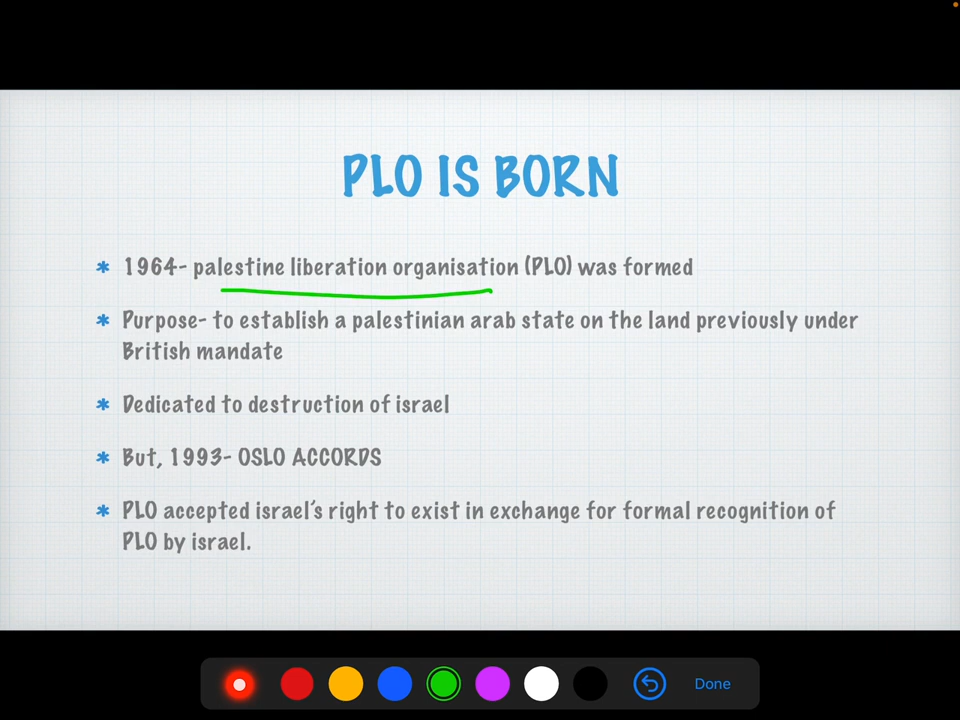 PLO IS BORN
* 1964- palestine liberation organisation (PLO) was formed
* Purpose- to establish a palestinian arab state on the land previously under
British mandate
* Dedicated to destruction of israel
* But, 1993- OSLO ACCORDS
* PLO accepted israel’s right to exist in exchange for formal recognition of
PLO by israel.
Done